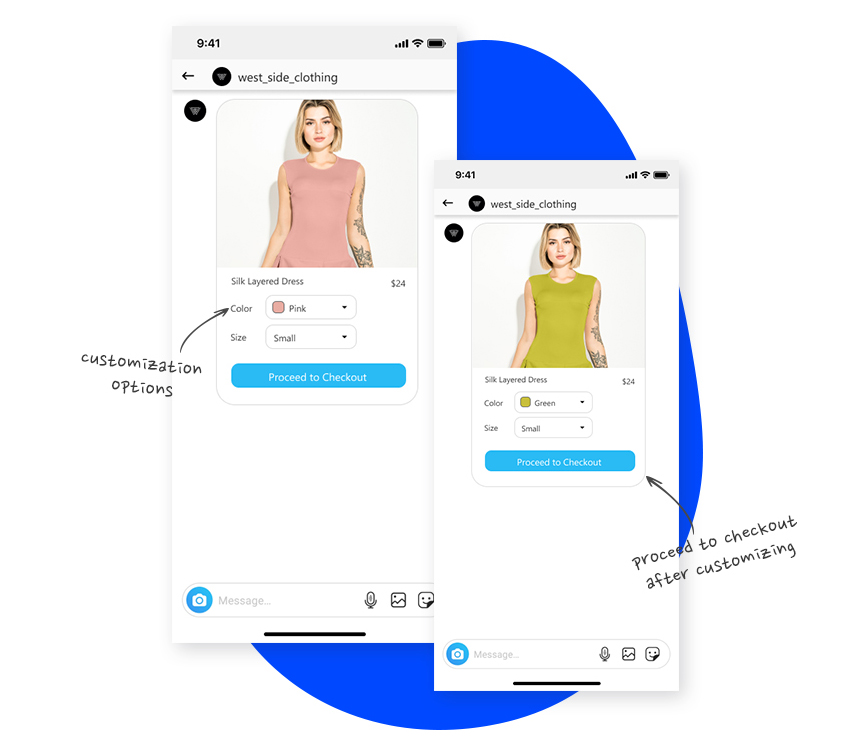 9:41
west_side_clothing
Silk Layered Dress
$24
Color
Pink
Size
Small
Proceed to Checkout
customization
options
Message...
9:41
west_side_clothing
Silk Layered Dress
$24
Color
Green
Size
Small
Proceed to Checkout
proceed to checkout
after customizing
Message...